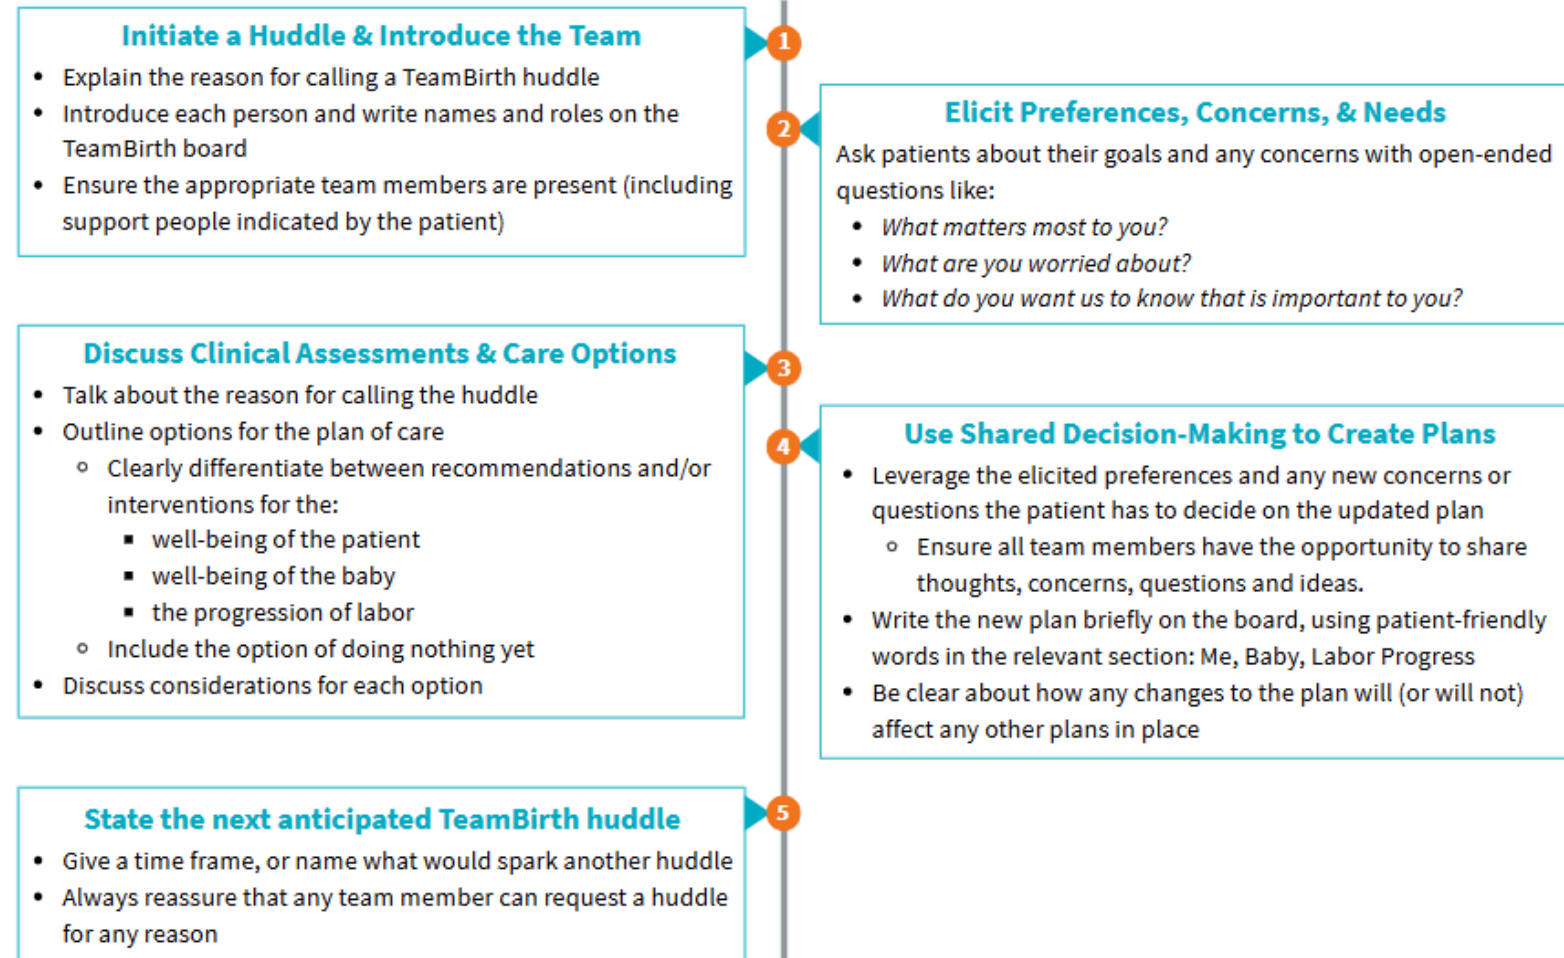 Initiate a Huddle & Introduce the Team
• Explain the reason for calling a TeamBirth huddle
• Introduce each person and write names and roles on the
TeamBirth board
• Ensure the appropriate team members are present (including
support people indicated by the patient)
1
2
Elicit Preferences, Concerns, & Needs
Ask patients about their goals and any concerns with open-ended
questions like:
• What matters most to you?
• What are you worried about?
• What do you want us to know that is important to you?
Discuss Clinical Assessments & Care Options
• Talk about the reason for calling the huddle
• Outline options for the plan of care
◦ Clearly differentiate between recommendations and/or
interventions for the:
▪ well-being of the patient
▪ well-being of the baby
▪ the progression of labor
◦ Include the option of doing nothing yet
• Discuss considerations for each option
3
4
Use Shared Decision-Making to Create Plans
• Leverage the elicited preferences and any new concerns or
questions the patient has to decide on the updated plan
◦ Ensure all team members have the opportunity to share
thoughts, concerns, questions and ideas.
• Write the new plan briefly on the board, using patient-friendly
words in the relevant section: Me, Baby, Labor Progress
• Be clear about how any changes to the plan will (or will not)
affect any other plans in place
State the next anticipated TeamBirth huddle
• Give a time frame, or name what would spark another huddle
• Always reassure that any team member can request a huddle
for any reason
5